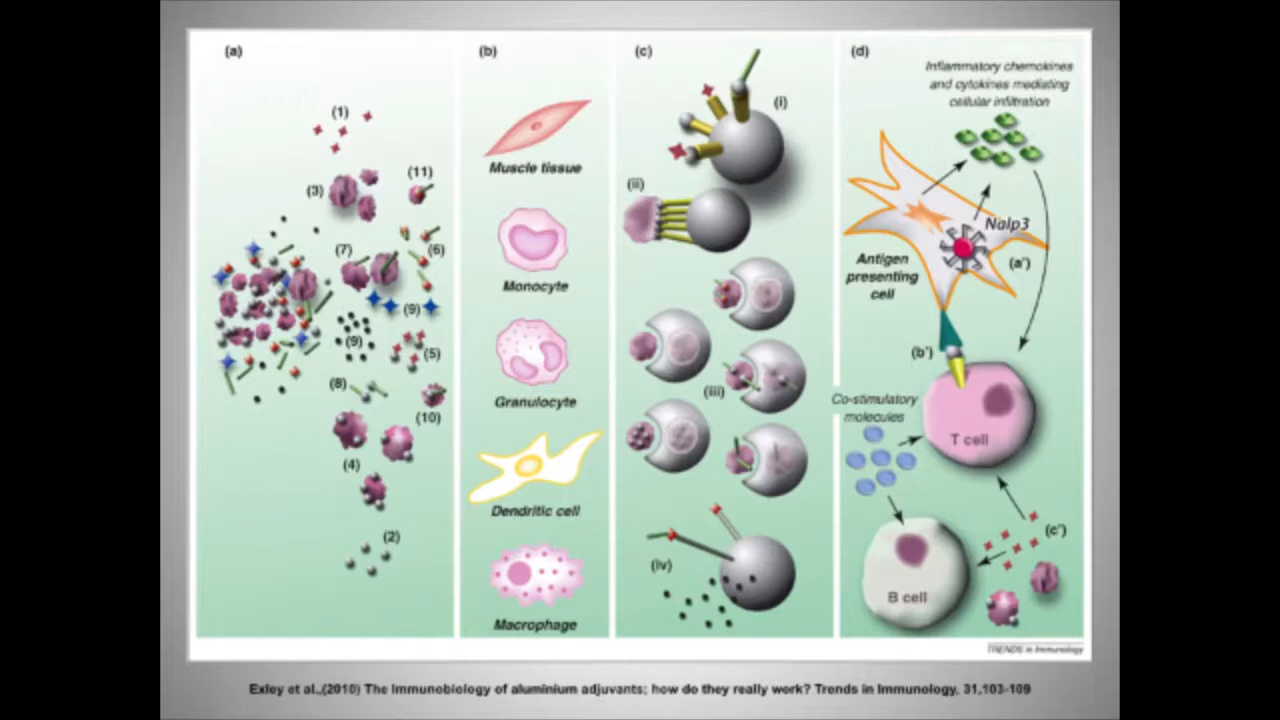 (a)
(1)
(3)
(11)
(7)
(6)
(9)
(9)
(5)
(8)
(10)
(4)
(2)
(b)
Muscle tissue
Monocyte
Granulocyte
Dendritic cell
Macrophage
(c)
(i)
(ii)
(iii)
(iv)
(d)
Inflammatory chemokines
and cytokines mediating
cellular infiltration
Nalp3
(a')
Antigen
presenting
cell
(b')
Co-stimulatory
molecules
T cell
(c')
B cell
TRENDS in Immunology
Exley et al.,(2010) The immunobiology of aluminium adjuvants; how do they really work? Trends in Immunology, 31,103-109